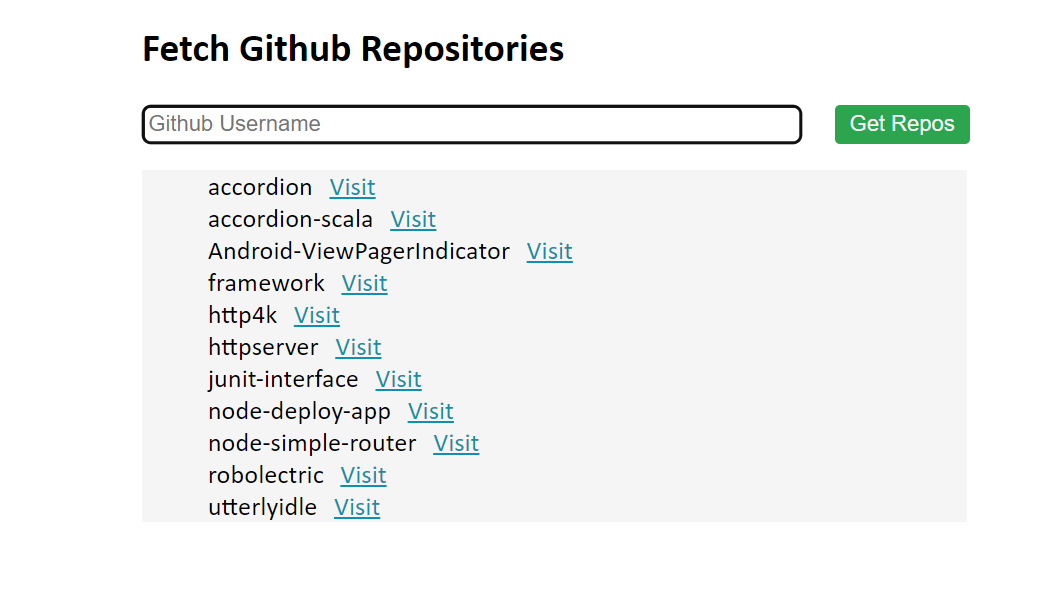 Fetch Github Repositories
Github Username Get Repos
accordion Visit
accordion-scala Visit
Android-ViewPagerIndicator Visit
framework Visit
http4k Visit
httpserver Visit
junit-interface Visit
node-deploy-app Visit
node-simple-router Visit
robolectric Visit
utterlyidle Visit